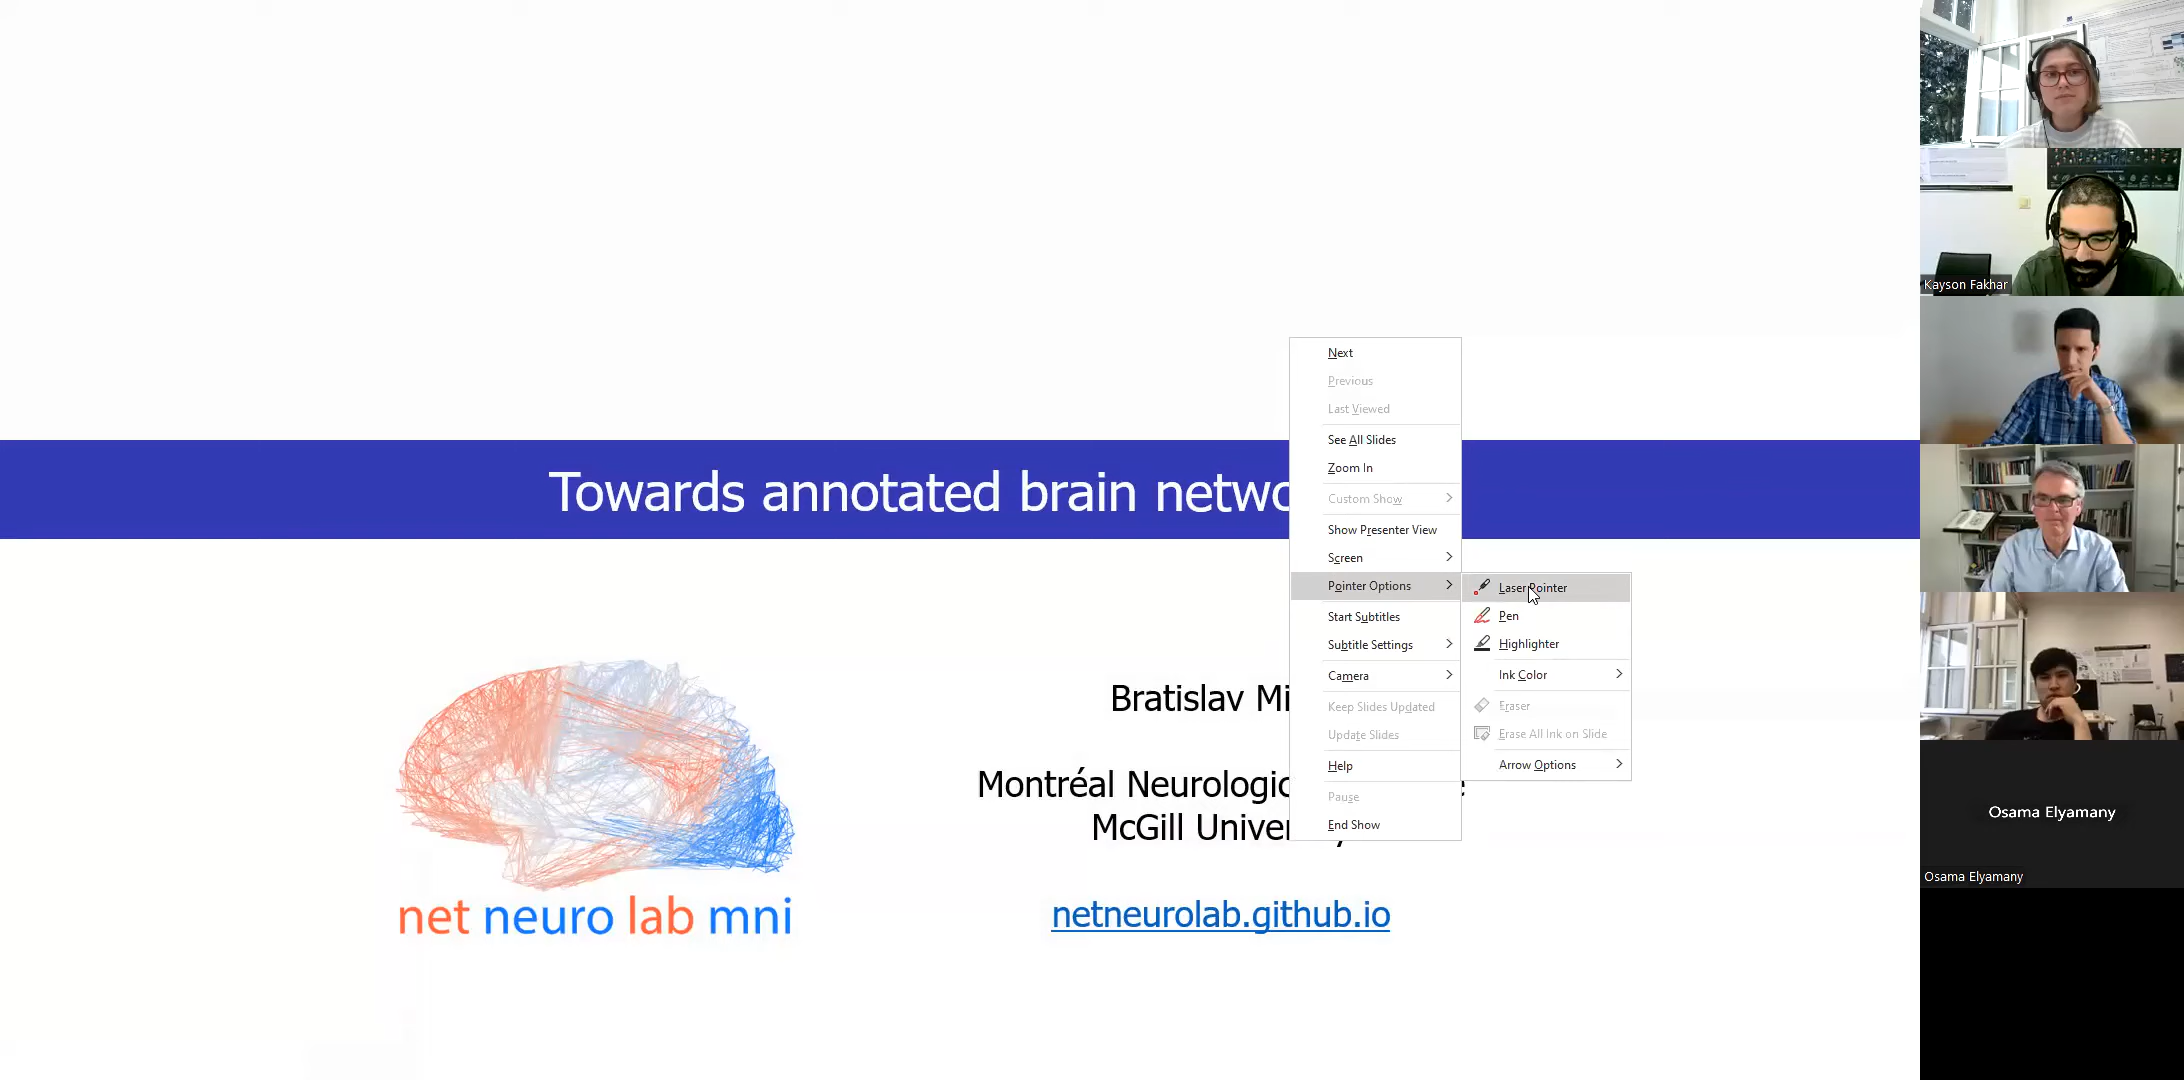 Towards annotated brain netwo
Bratislav Mi
Montréal Neurologic
McGill Univer
netneurolab.github.io
net neuro lab mni
Next
Previous
Last Viewed
See All Slides
Zoom In
Custom Show
Show Presenter View
Screen
Pointer Options
Start Subtitles
Subtitle Settings
Camera
Keep Slides Updated
Update Slides
Help
Pause
End Show
Laser Pointer
Pen
Highlighter
Ink Color
Eraser
Erase All Ink on Slide
Arrow Options
Kayson Fakhar
Osama Elyamany
Osama Elyamany